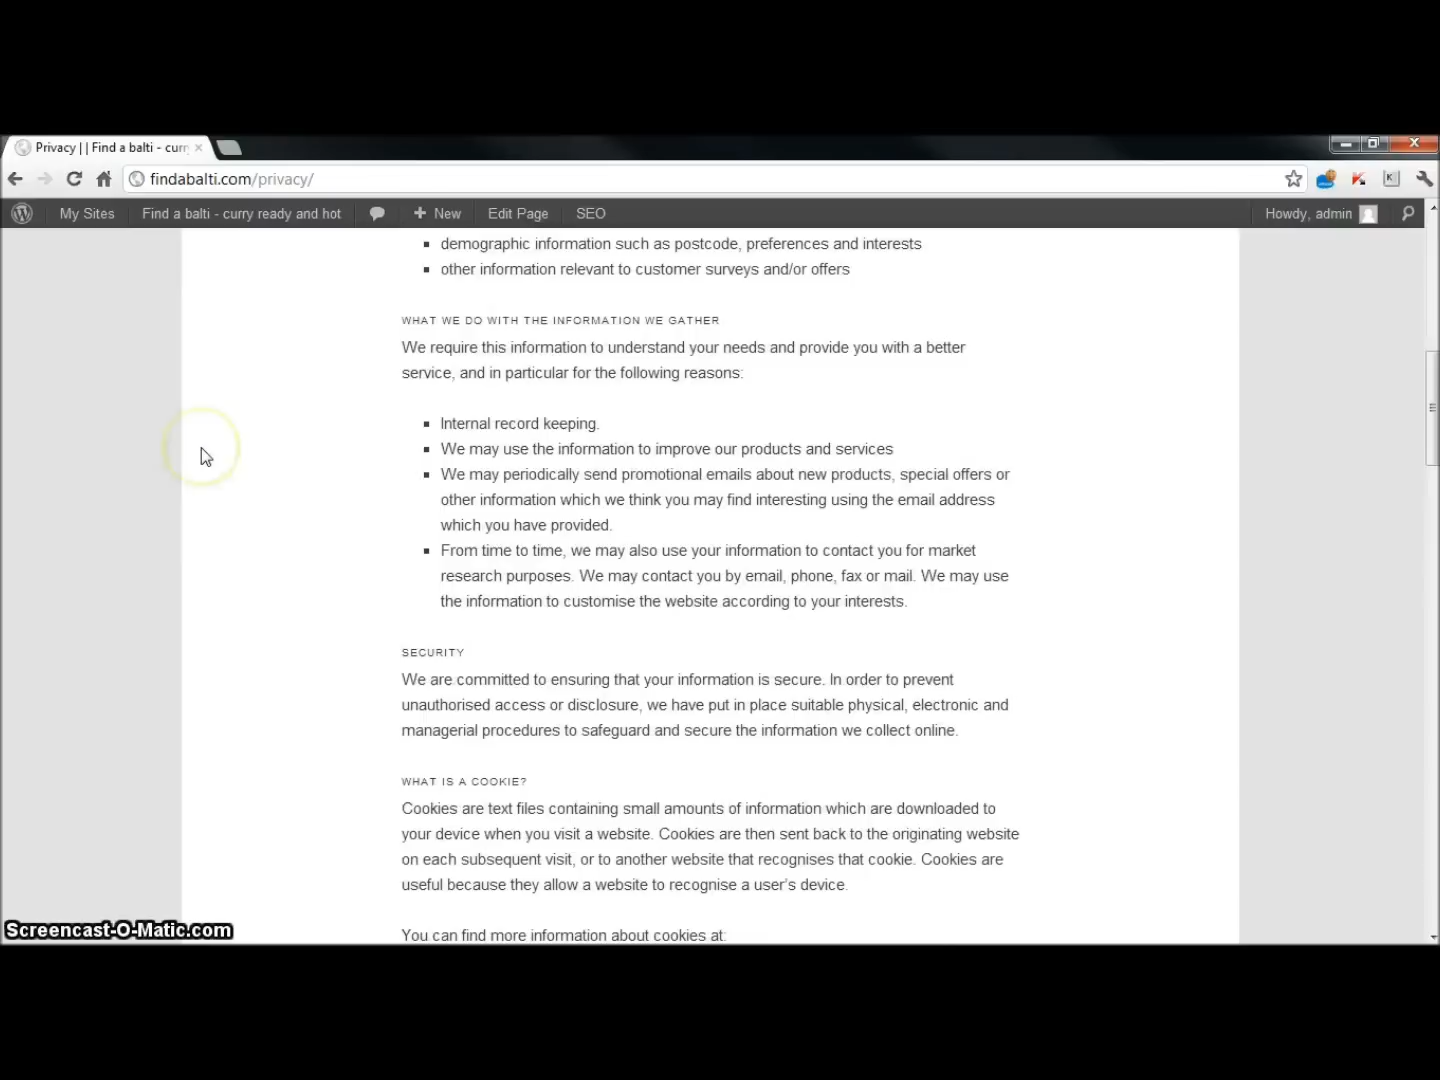 Privacy | | Find a balti - curr
findabalti.com/privacy/
My Sites Find a balti - curry ready and hot + New Edit Page SEO Howdy, admin
demographic information such as postcode, preferences and interests
other information relevant to customer surveys and/or offers
WHAT WE DO WITH THE INFORMATION WE GATHER
We require this information to understand your needs and provide you with a better
service, and in particular for the following reasons:
Internal record keeping.
We may use the information to improve our products and services
We may periodically send promotional emails about new products, special offers or
other information which we think you may find interesting using the email address
which you have provided.
From time to time, we may also use your information to contact you for market
research purposes. We may contact you by email, phone, fax or mail. We may use
the information to customise the website according to your interests.
SECURITY
We are committed to ensuring that your information is secure. In order to prevent
unauthorised access or disclosure, we have put in place suitable physical, electronic and
managerial procedures to safeguard and secure the information we collect online.
WHAT IS A COOKIE?
Cookies are text files containing small amounts of information which are downloaded to
your device when you visit a website. Cookies are then sent back to the originating website
on each subsequent visit, or to another website that recognises that cookie. Cookies are
useful because they allow a website to recognise a user's device.
Screencast-O-Matic.com
You can find more information about cookies at: